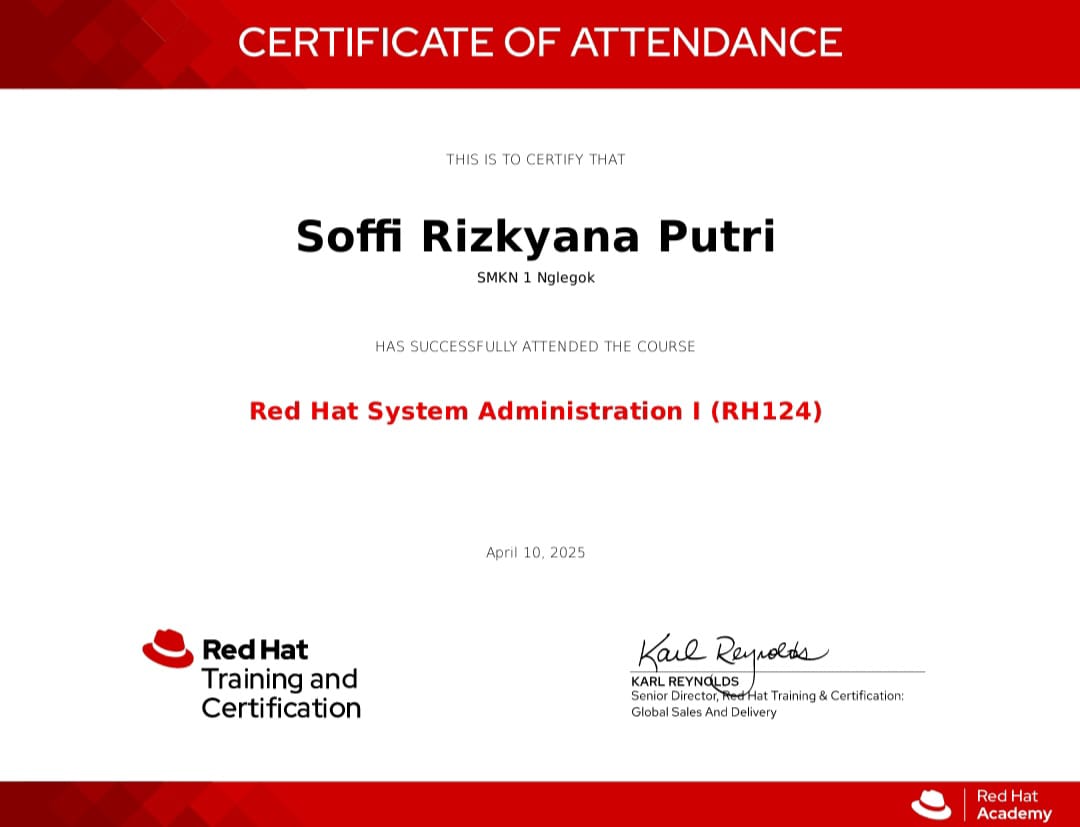 CERTIFICATE OF ATTENDANCE
THIS IS TO CERTIFY THAT
Soffi Rizkyana Putri
SMKN 1 Nglegok
HAS SUCCESSFULLY ATTENDED THE COURSE
Red Hat System Administration I (RH124)
April 10, 2025
Red Hat
Training and
Certification
Karl Reynolds
KARL REYNOLDS
Senior Director, Red Hat Training & Certification:
Global Sales And Delivery
Red Hat
Academy